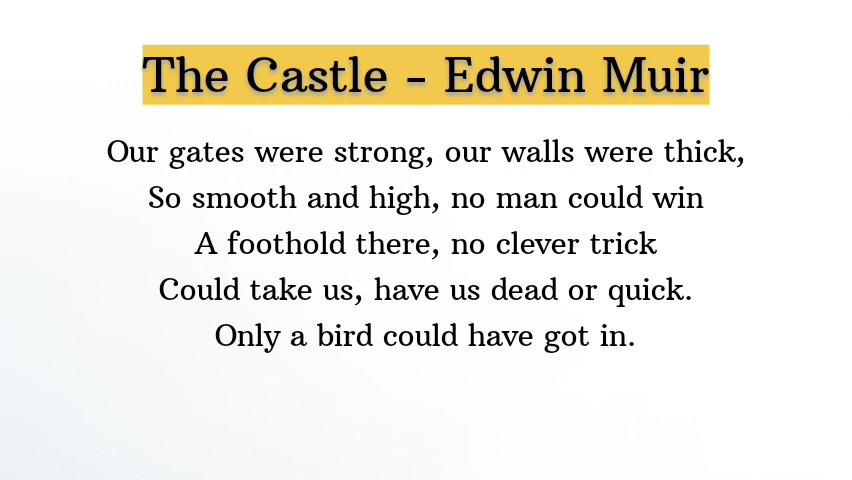 The Castle - Edwin Muir
Our gates were strong, our walls were thick,
So smooth and high, no man could win
A foothold there, no clever trick
Could take us, have us dead or quick.
Only a bird could have got in.